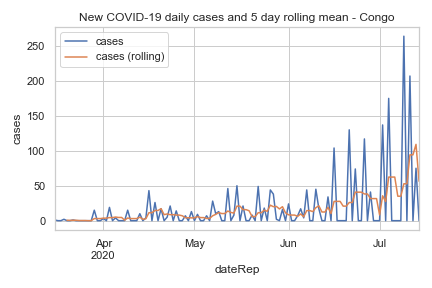 New COVID-19 daily cases and 5 day rolling mean - Congo
cases
cases (rolling)
250
200
150
100
50
0
cases
Apr
2020
May
Jun
Jul
dateRep